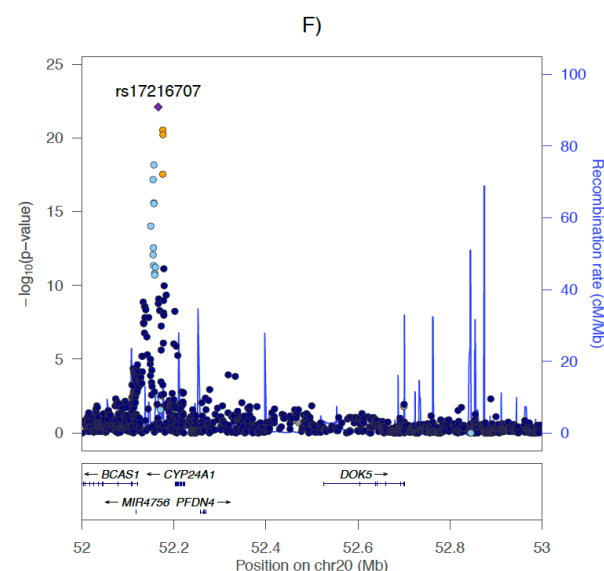 F)
rs17216707
25
20
15
10
5
0
−log10(p−value)
100
80
60
40
20
0
Recombination rate (cM/Mb)
← BCAS1
← CYP24A1
DOK5 →
← MIR4756
PFDN4 →
52
52.2
52.4
52.6
52.8
53
Position on chr20 (Mb)